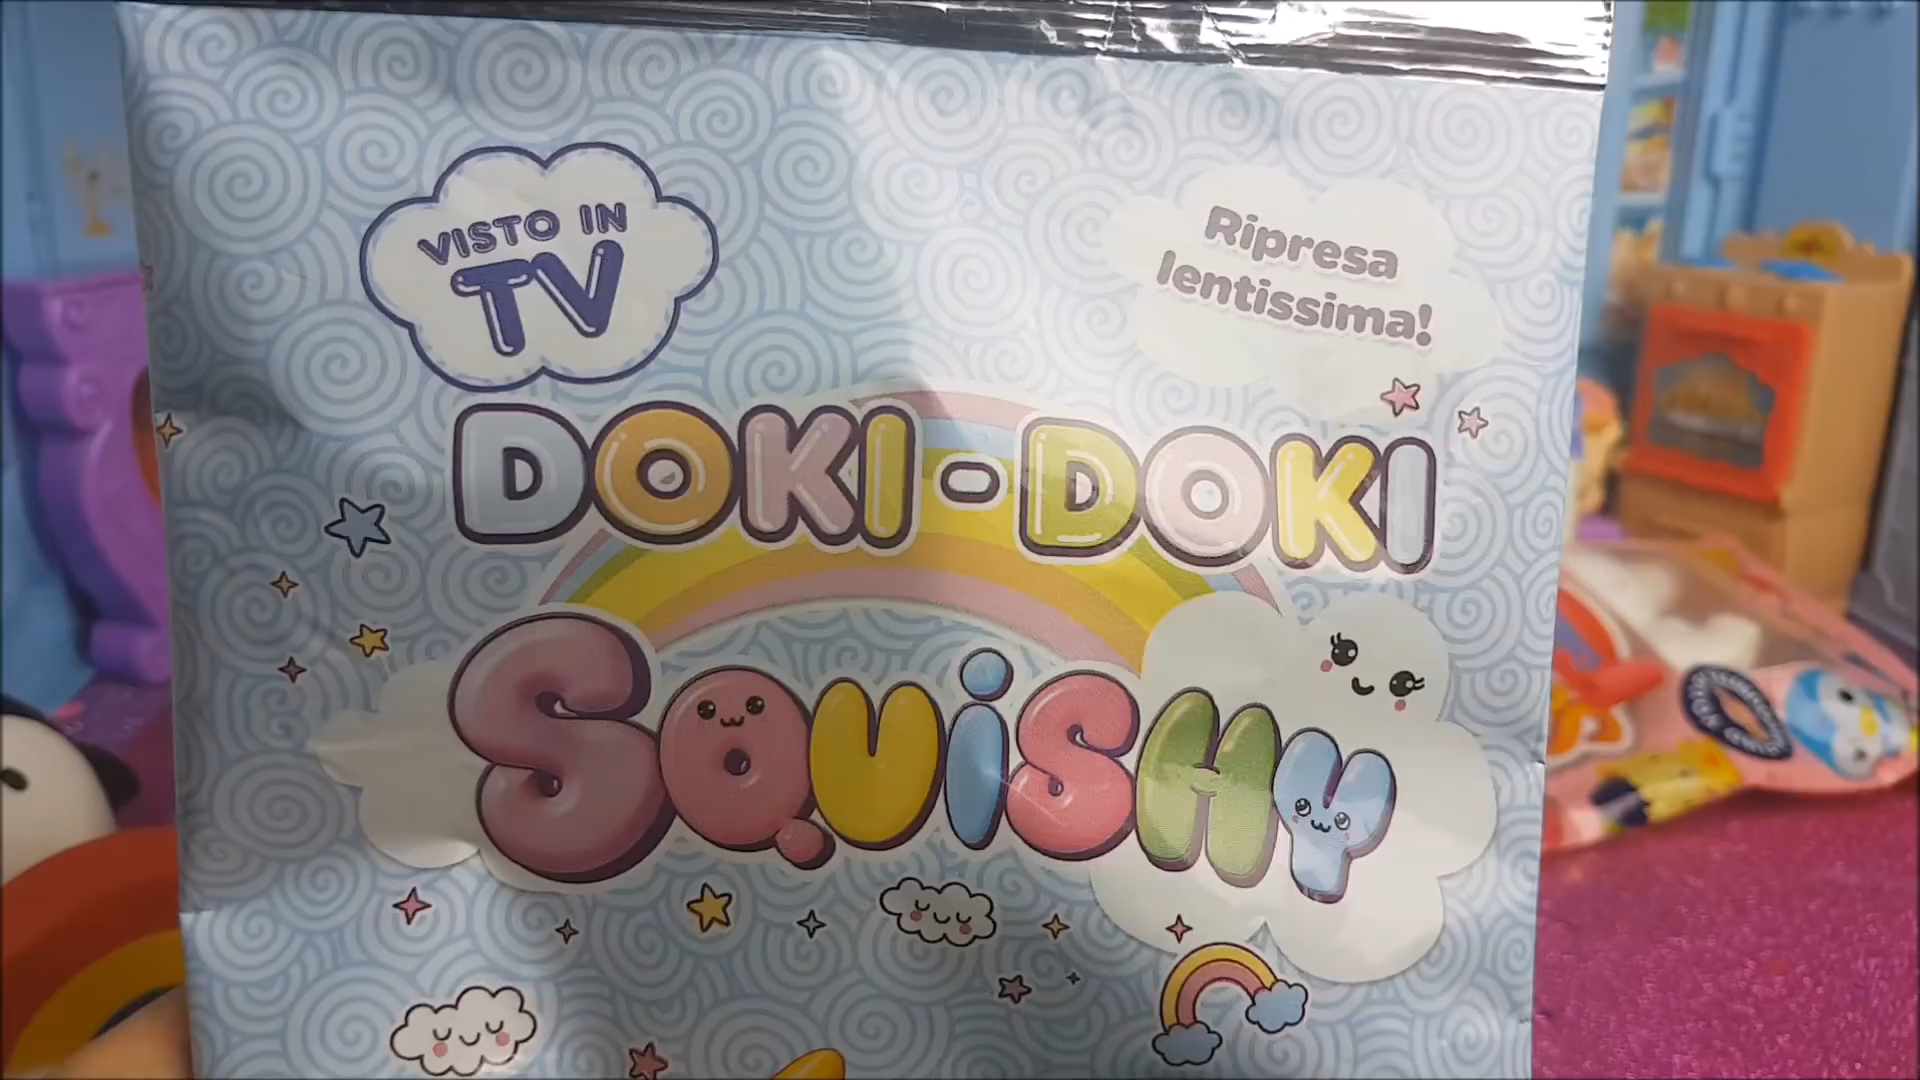 VISTO IN
TV
Ripresa
lentissima!
DOKI-DOKI
SQUiSHY